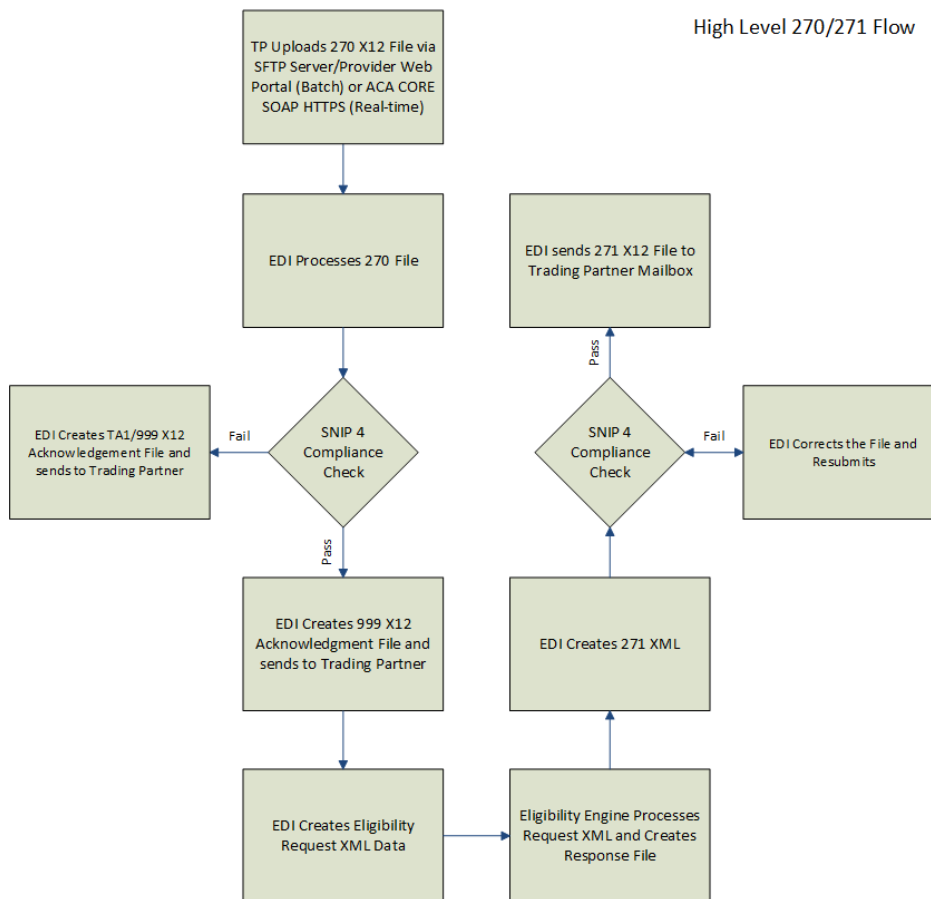 High Level 270/271 Flow
TP Uploads 270 X12 File via
SFTP Server/Provider Web
Portal (Batch) or ACA CORE
SOAP HTTPS (Real-time)
EDI Processes 270 File
SNIP 4
Compliance
Check
Fail
EDI Creates TA1/999 X12
Acknowledgement File and
sends to Trading Partner
Pass
EDI Creates 999 X12
Acknowledgment File and
sends to Trading Partner
EDI Creates Eligibility
Request XML Data
Eligibility Engine Processes
Request XML and Creates
Response File
EDI Creates 271 XML
SNIP 4
Compliance
Check
Fail
EDI Corrects the File and
Resubmits
Pass
EDI sends 271 X12 File to
Trading Partner Mailbox